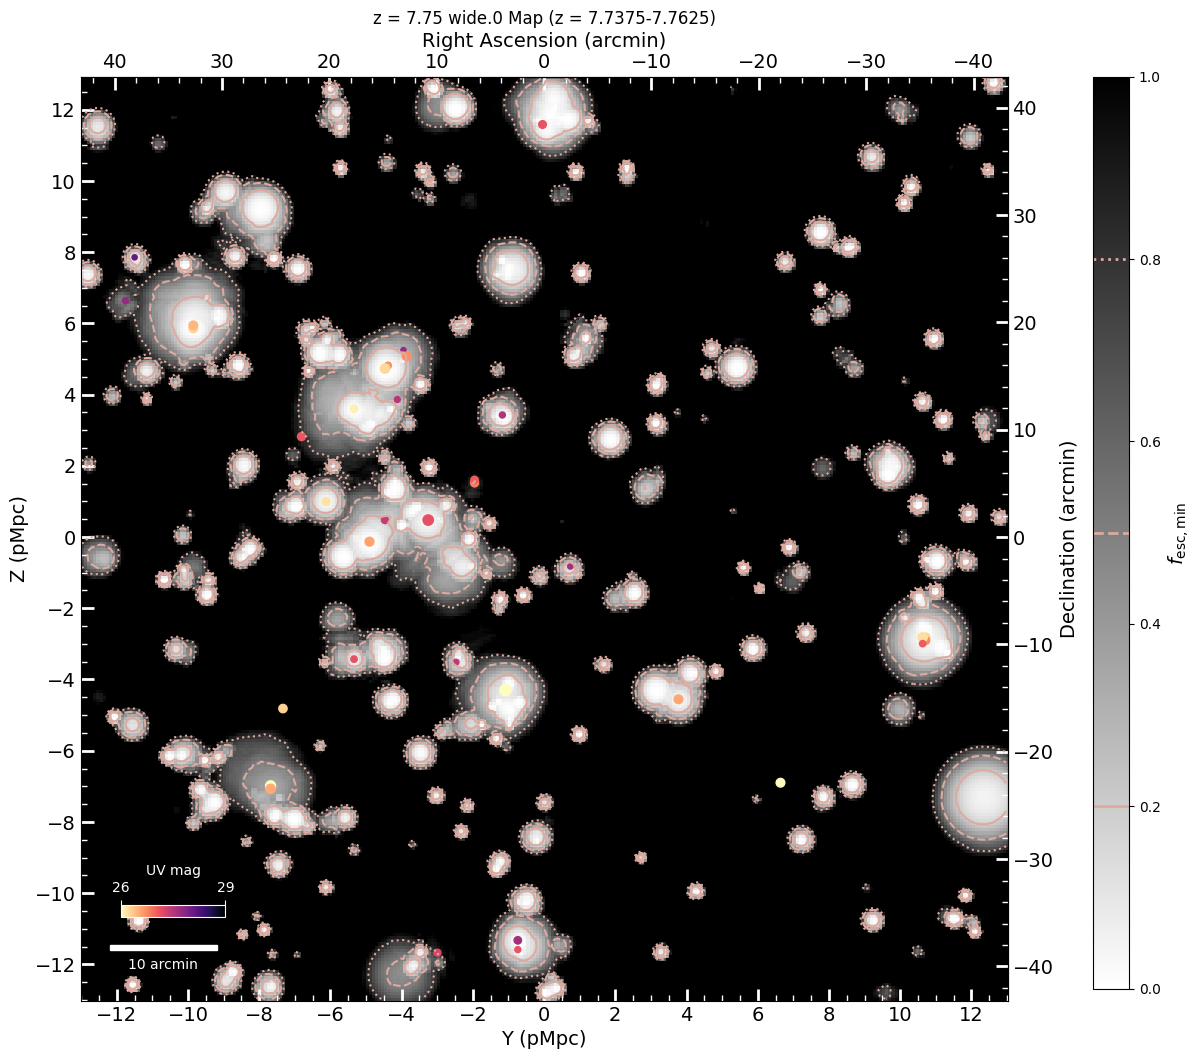 z = 7.75 wide.0 Map (z = 7.7375-7.7625)
Right Ascension (arcmin)
40 30 20 10 0 −10 −20 −30 −40
12 10 8 6 4 2 0 −2 −4 −6 −8 −10 −12
Z (pMpc)
UV mag
26 29
10 arcmin
−12 −10 −8 −6 −4 −2 0 2 4 6 8 10 12
Y (pMpc)
40 30 20 10 0 −10 −20 −30 −40
Declination (arcmin)
1.0 0.8 0.6 0.4 0.2 0.0
f_esc,min